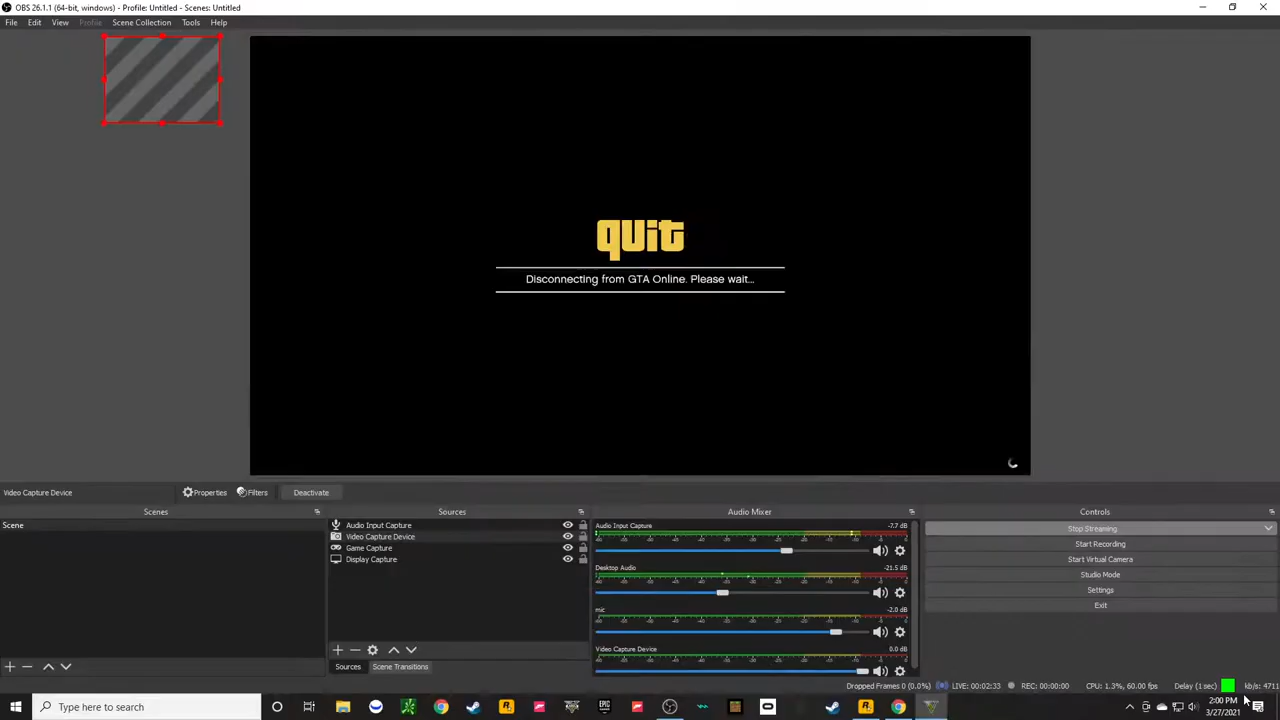 OBS 26.1.1 (64-bit, windows) - Profile: Untitled - Scenes: Untitled
File Edit View Profile Scene Collection Tools Help
quit
Disconnecting from GTA Online. Please wait...
Video Capture Device Properties Filters Deactivate
Scenes
Scene
Sources
Audio Input Capture
Video Capture Device
Game Capture
Display Capture
Sources Scene Transitions
Audio Mixer
Audio Input Capture -7.7 dB
Desktop Audio -21.5 dB
mic -2.0 dB
Video Capture Device 0.0 dB
Controls
Stop Streaming
Start Recording
Start Virtual Camera
Studio Mode
Settings
Exit
Dropped Frames 0 (0.0%) LIVE: 00:02:33 REC: 00:00:00 CPU: 1.3%, 60.00 fps Delay (1 sec) kb/s: 4711
Type here to search
2:00 PM
3/27/2021